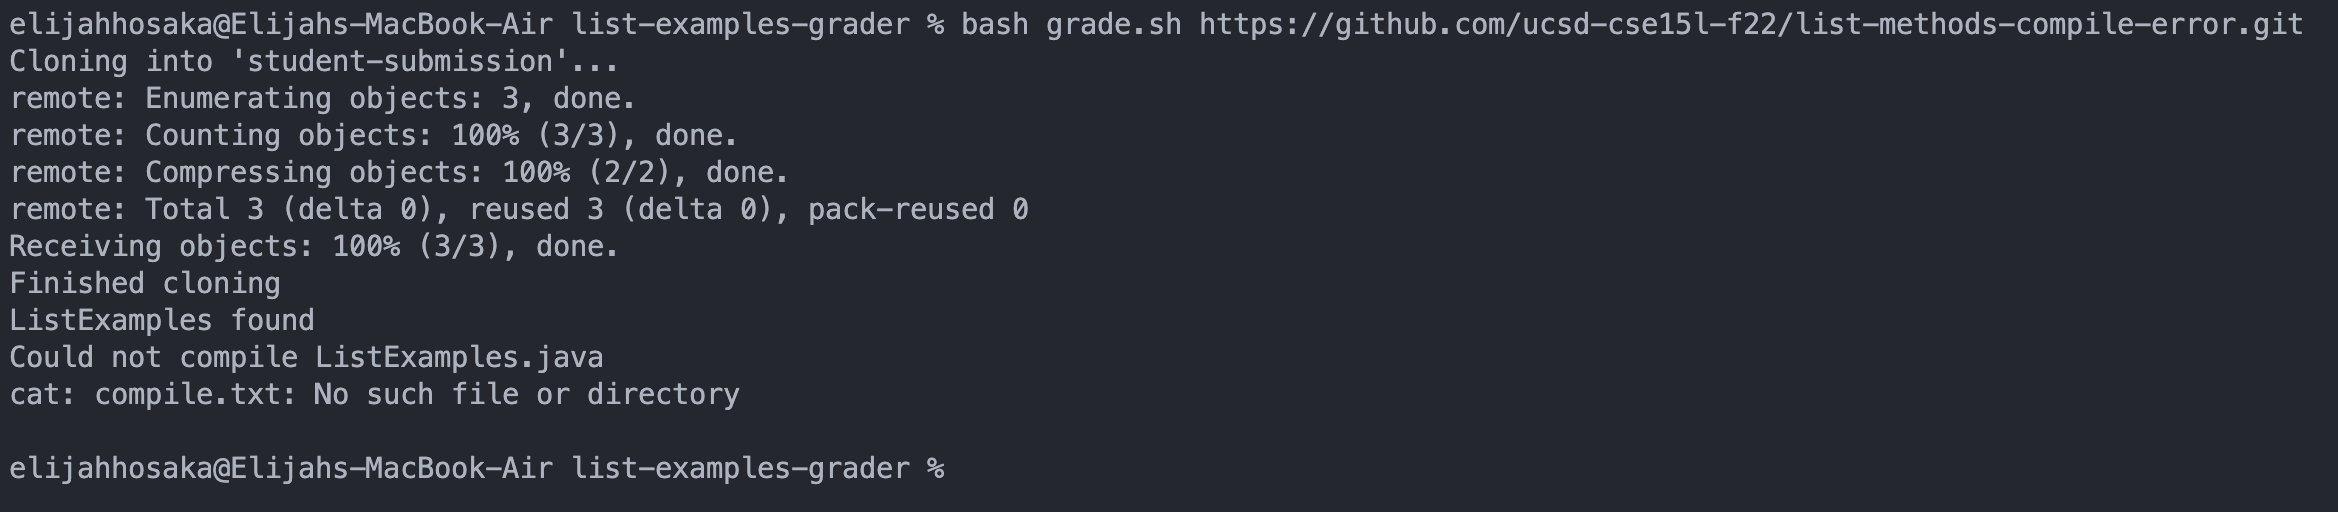 elijahhosaka@Elijahs-MacBook-Air list-examples-grader % bash grade.sh https://github.com/ucsd-cse15l-f22/list-methods-compile-error.git
Cloning into 'student-submission'...
remote: Enumerating objects: 3, done.
remote: Counting objects: 100% (3/3), done.
remote: Compressing objects: 100% (2/2), done.
remote: Total 3 (delta 0), reused 3 (delta 0), pack-reused 0
Receiving objects: 100% (3/3), done.
Finished cloning
ListExamples found
Could not compile ListExamples.java
cat: compile.txt: No such file or directory
elijahhosaka@Elijahs-MacBook-Air list-examples-grader %